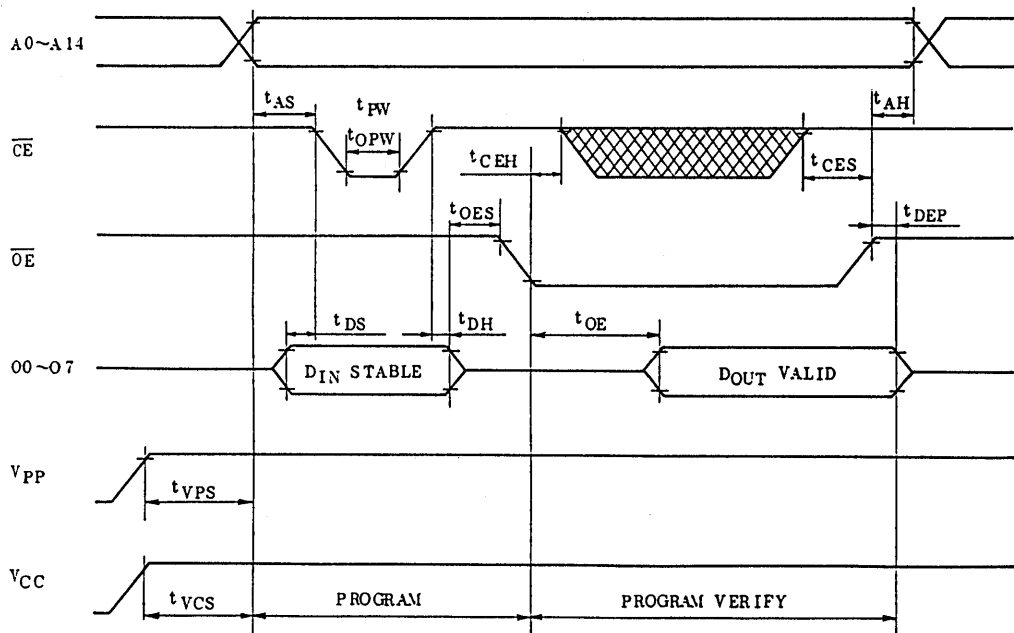 A0~A14
tAS
tPW
tAH
CE
tOPW
tCEH
tCES
tOES
tDEP
OE
tDS
tDH
tOE
O0~O7
DIN STABLE
DOUT VALID
VPP
tVPS
VCC
tVCS
PROGRAM
PROGRAM VERIFY